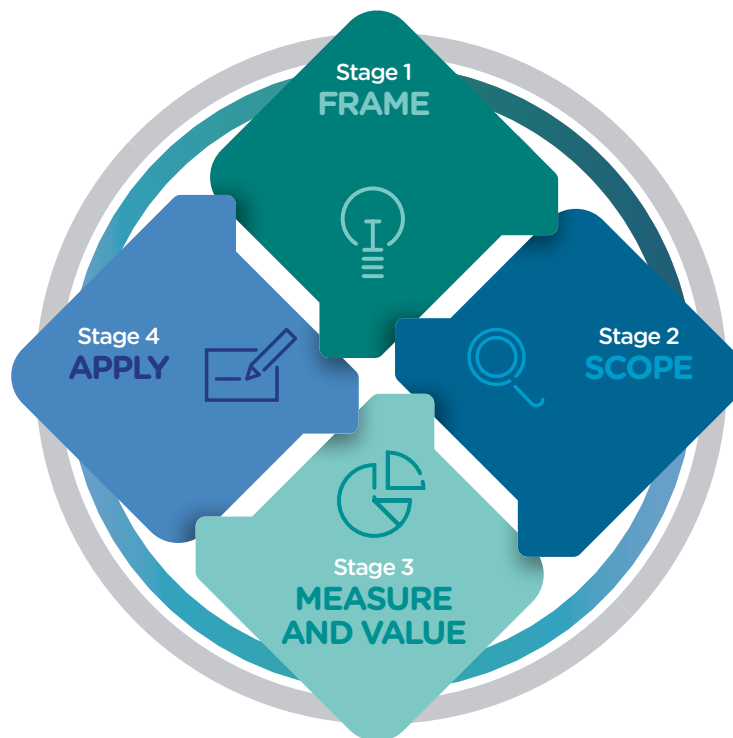 Stage 1
FRAME
Stage 2
SCOPE
Stage 3
MEASURE
AND VALUE
Stage 4
APPLY